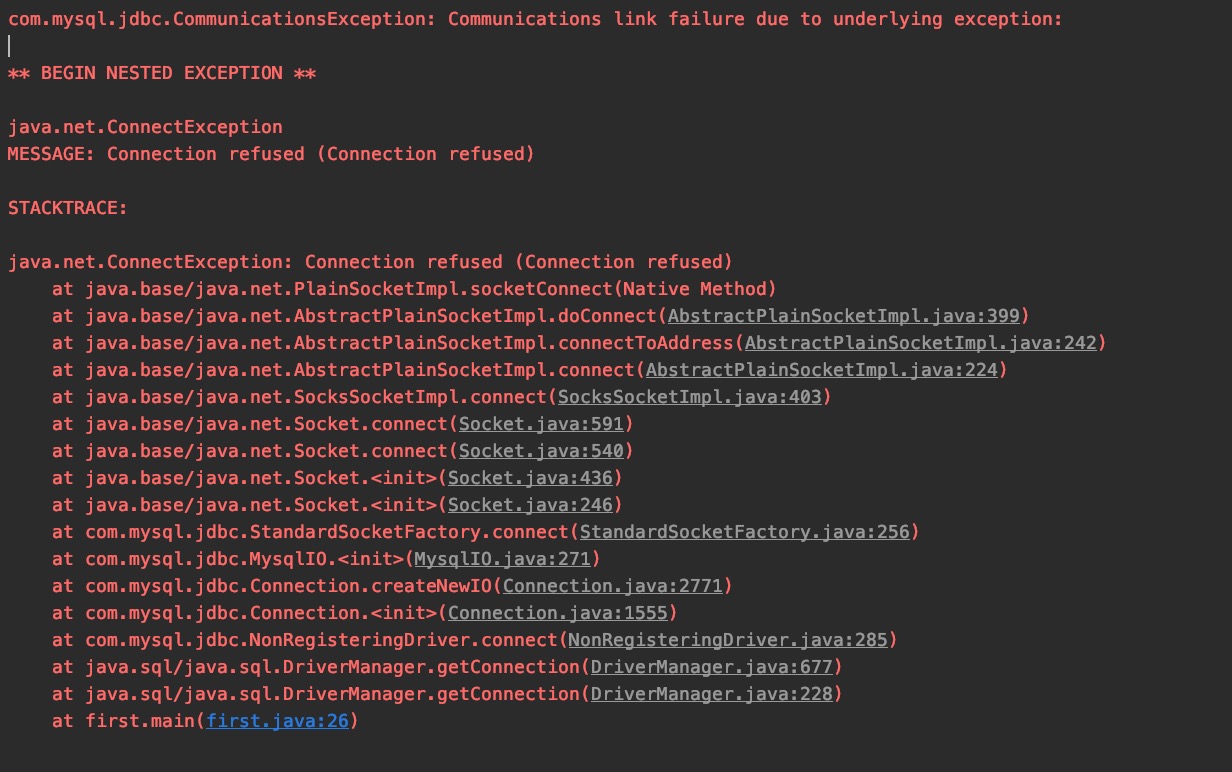 com.mysql.jdbc.CommunicationsException: Communications link failure due to underlying exception:
** BEGIN NESTED EXCEPTION **
java.net.ConnectException
MESSAGE: Connection refused (Connection refused)
STACKTRACE:
java.net.ConnectException: Connection refused (Connection refused)
at java.base/java.net.PlainSocketImpl.socketConnect(Native Method)
at java.base/java.net.AbstractPlainSocketImpl.doConnect(AbstractPlainSocketImpl.java:399)
at java.base/java.net.AbstractPlainSocketImpl.connectToAddress(AbstractPlainSocketImpl.java:242)
at java.base/java.net.AbstractPlainSocketImpl.connect(AbstractPlainSocketImpl.java:224)
at java.base/java.net.SocksSocketImpl.connect(SocksSocketImpl.java:403)
at java.base/java.net.Socket.connect(Socket.java:591)
at java.base/java.net.Socket.connect(Socket.java:540)
at java.base/java.net.Socket.<init>(Socket.java:436)
at java.base/java.net.Socket.<init>(Socket.java:246)
at com.mysql.jdbc.StandardSocketFactory.connect(StandardSocketFactory.java:256)
at com.mysql.jdbc.MysqlIO.<init>(MysqlIO.java:271)
at com.mysql.jdbc.Connection.createNewIO(Connection.java:2771)
at com.mysql.jdbc.Connection.<init>(Connection.java:1555)
at com.mysql.jdbc.NonRegisteringDriver.connect(NonRegisteringDriver.java:285)
at java.sql/java.sql.DriverManager.getConnection(DriverManager.java:677)
at java.sql/java.sql.DriverManager.getConnection(DriverManager.java:228)
at first.main(first.java:26)